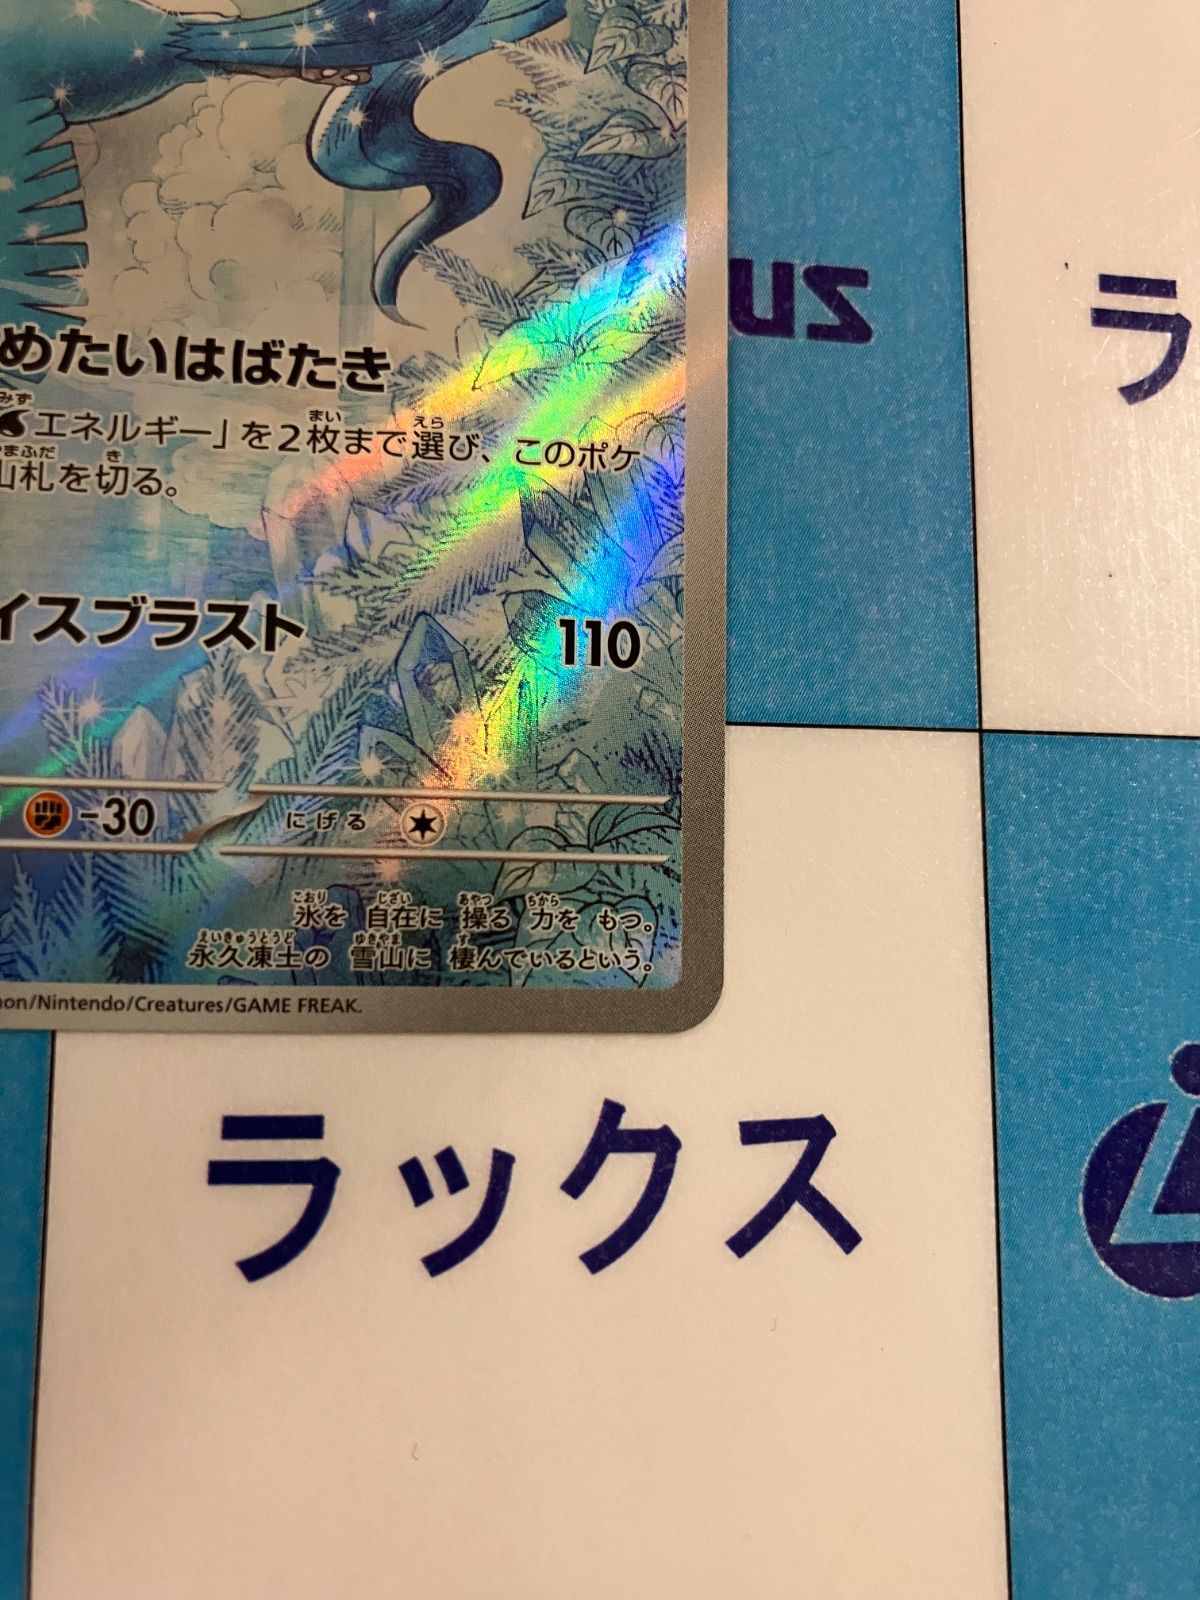 めたいはばたき
みず まい えら
エネルギー」を2枚まで選び、このポケ
まふだ き
山札を切る。
イスブラスト 110
-30 にげる
こおり じざい あやつ ちから
氷を 自在に 操る 力を もつ。
えいきゅうとうど ゆきやま す
永久凍土の 雪山に 棲んでいるという。
mon/Nintendo/Creatures/GAME FREAK.
ラ
ラックス